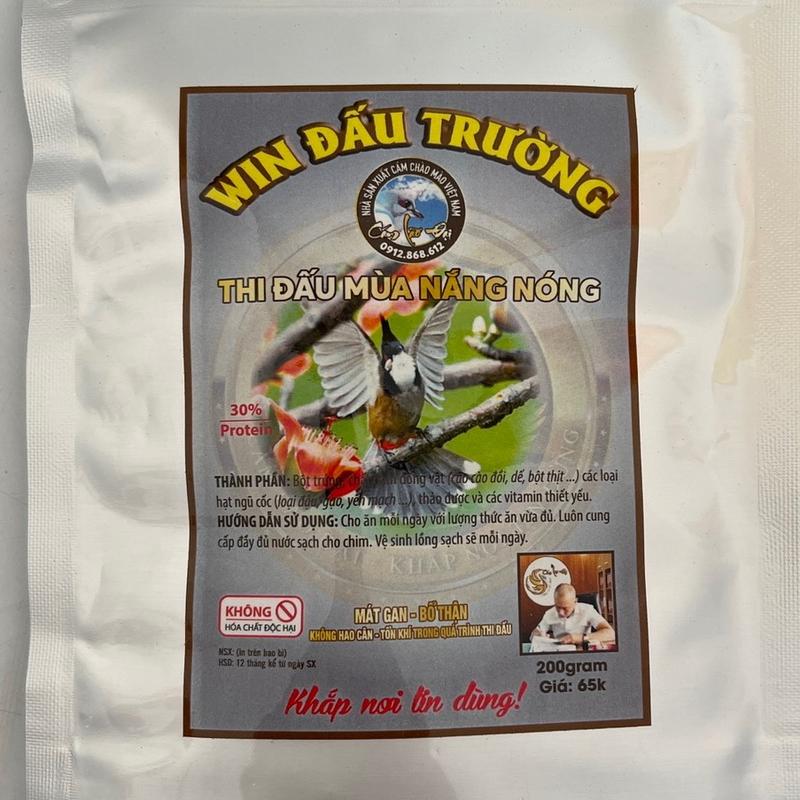 WIN ĐẤU TRƯỜNG
NHÀ SẢN XUẤT CÁM CHÀO MÀO VIỆT NAM
0912.868.612
THI ĐẤU MÙA NẮNG NÓNG
30%
Protein
THÀNH PHẦN: Bột trứng, động vật (cào cào đồi, dế, bột thịt ...) các loại
hạt ngũ cốc (loại đậu, gạo, yến mạch ...), thảo dược và các vitamin thiết yếu.
HƯỚNG DẪN SỬ DỤNG: Cho ăn mỗi ngày với lượng thức ăn vừa đủ. Luôn cung
cấp đầy đủ nước sạch cho chim. Vệ sinh lồng sạch sẽ mỗi ngày.
KHẮP NƠI
KHÔNG
HÓA CHẤT ĐỘC HẠI
MÁT GAN - BỔ THẬN
KHÔNG HAO CÂN - TỐN KHÍ TRONG QUÁ TRÌNH THI ĐẤU
NSX: (In trên bao bì)
HSD: 12 tháng kể từ ngày SX
200gram
Giá: 65k
Khắp nơi tin dùng!